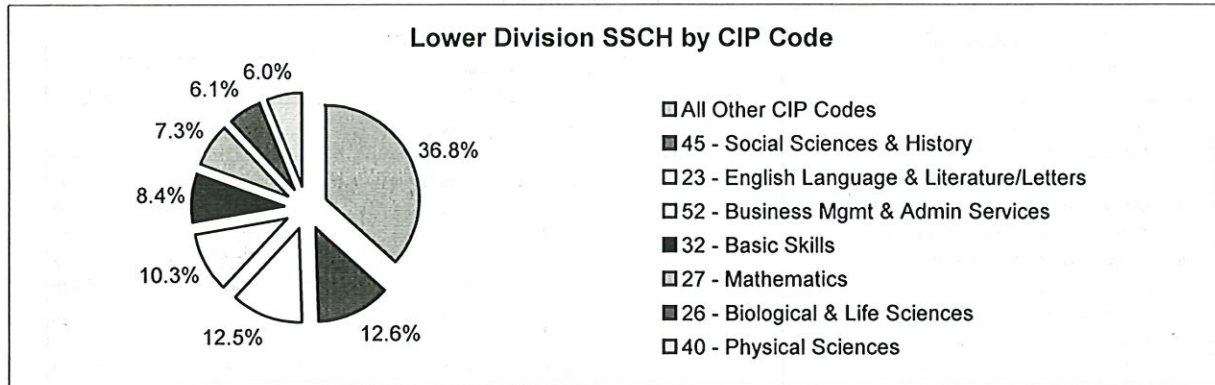 Lower Division SSCH by CIP Code
6.0%
6.1%
7.3%
8.4%
10.3%
12.5%
12.6%
36.8%
All Other CIP Codes
45 - Social Sciences & History
23 - English Language & Literature/Letters
52 - Business Mgmt & Admin Services
32 - Basic Skills
27 - Mathematics
26 - Biological & Life Sciences
40 - Physical Sciences